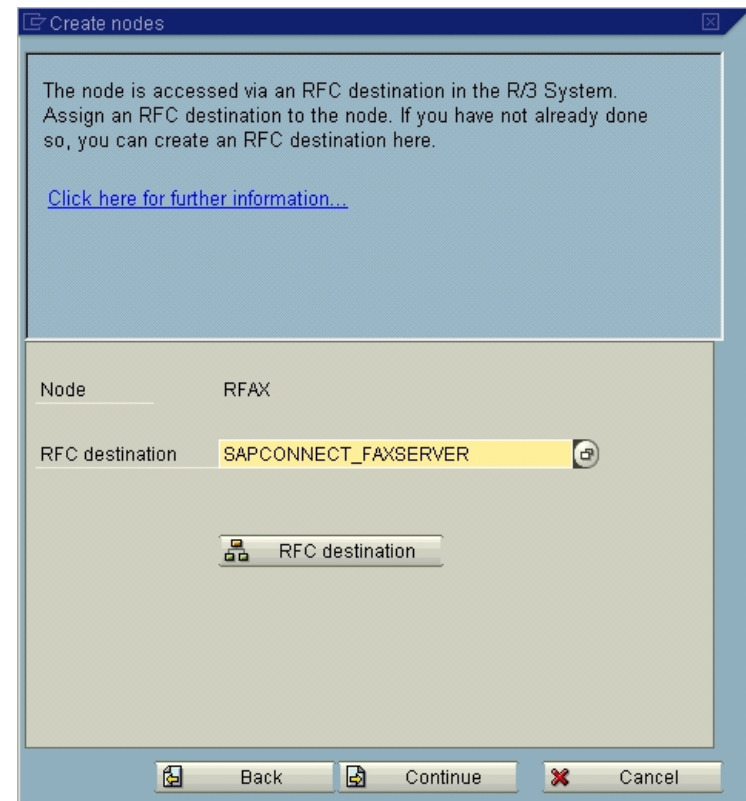 Create nodes
The node is accessed via an RFC destination in the R/3 System.
Assign an RFC destination to the node. If you have not already done
so, you can create an RFC destination here.
Click here for further information...
Node RFAX
RFC destination SAPCONNECT_FAXSERVER
RFC destination
Back Continue Cancel